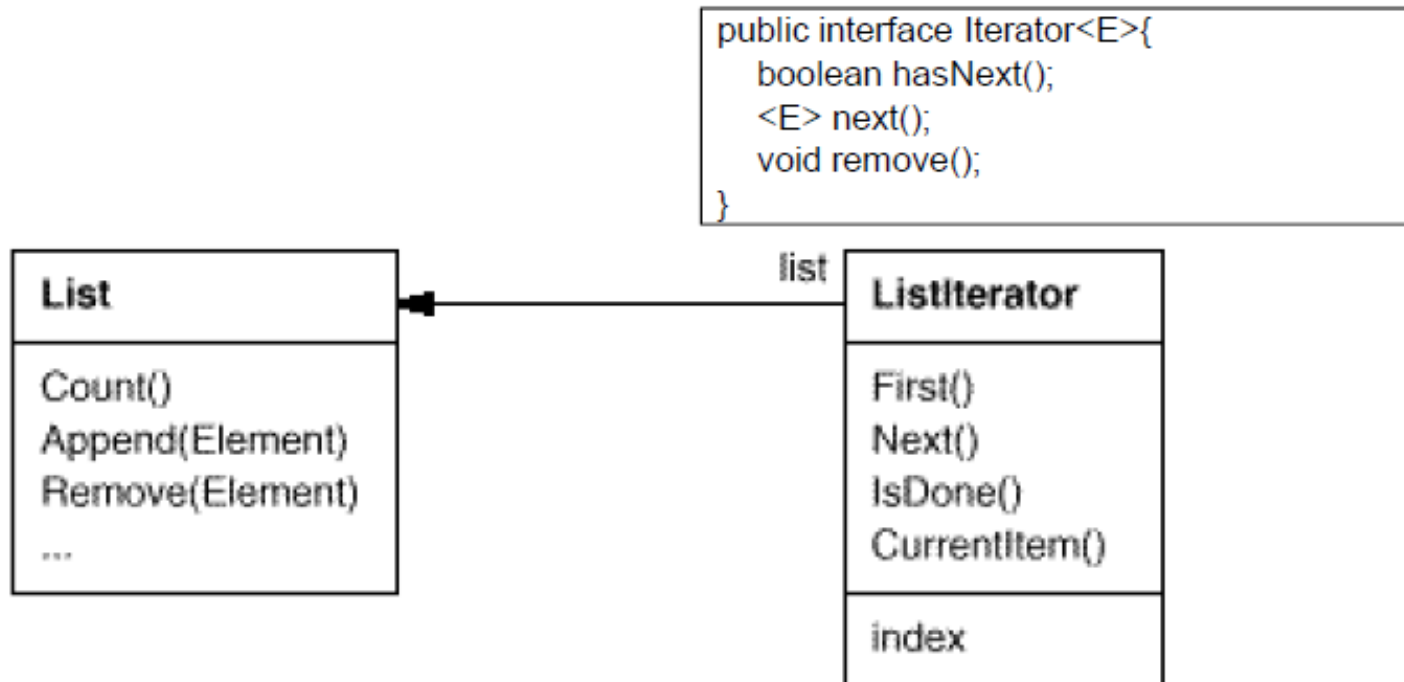 public interface Iterator<E>{
boolean hasNext();
<E> next();
void remove();
}
List
Count()
Append(Element)
Remove(Element)
...
list
ListIterator
First()
Next()
IsDone()
CurrentItem()
index